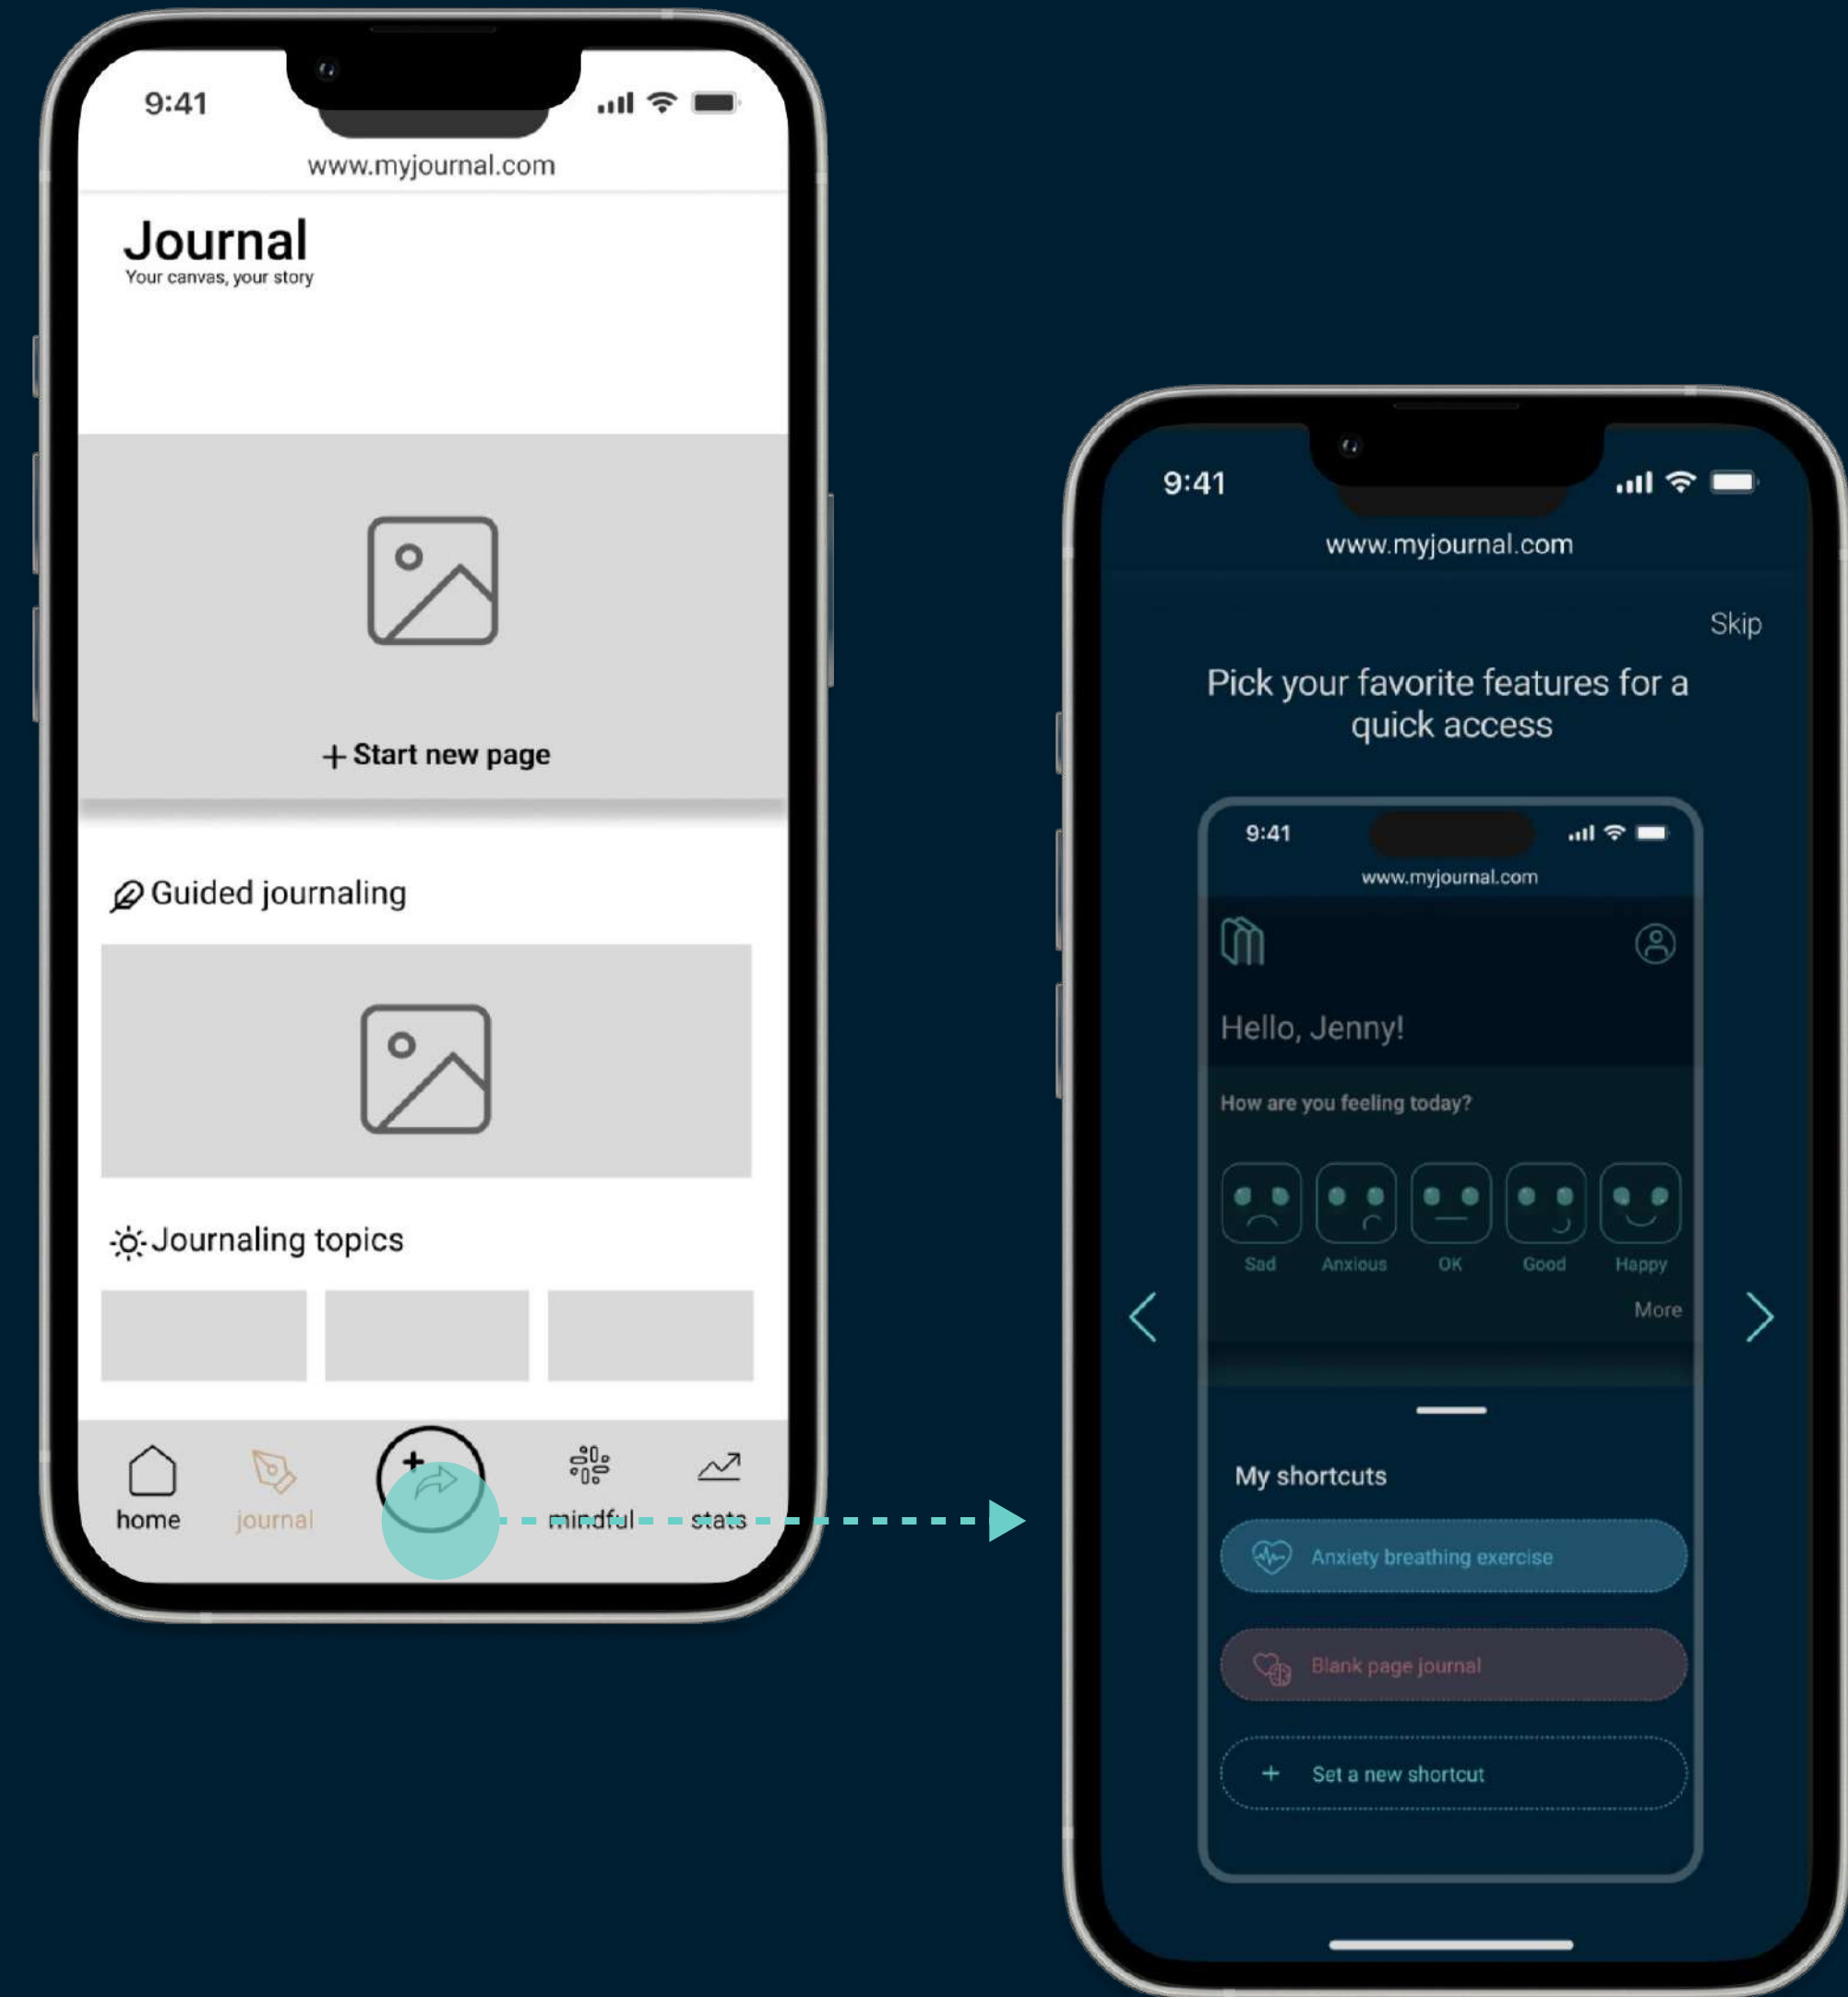 9:41
www.myjournal.com
Journal
Your canvas, your story
+ Start new page
Guided journaling
Journaling topics
home
journal
mindful
stats
9:41
www.myjournal.com
Skip
Pick your favorite features for a
quick access
9:41
www.myjournal.com
Hello, Jenny!
How are you feeling today?
Sad Anxious OK Good Happy
More
My shortcuts
Anxiety breathing exercise
Blank page journal
+ Set a new shortcut